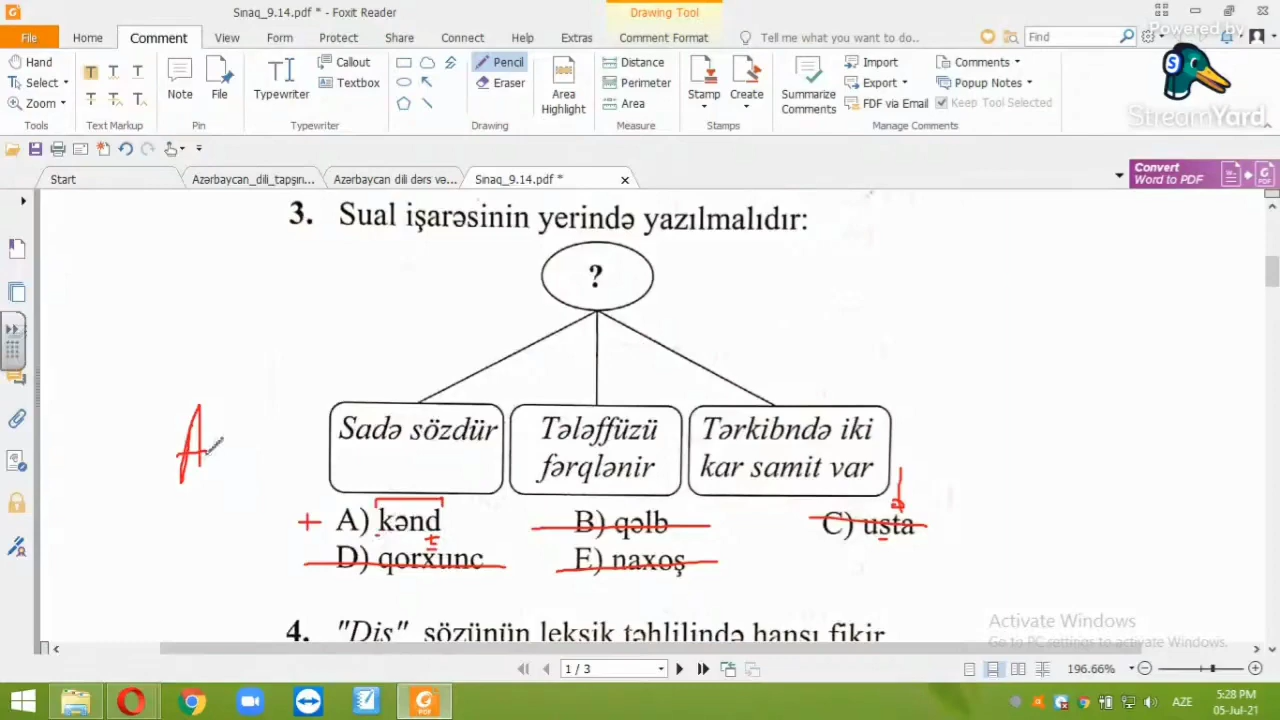 Sınaq_9.14.pdf * - Foxit Reader
Drawing Tool
File Home Comment View Form Protect Share Connect Help Extras Comment Format Tell me what you want to do.. Find
Powered by
StreamYard
Hand
Select
Zoom
Tools
Text Markup
Note
File
Pin
Typewriter
Callout
Textbox
Typewriter
Pencil
Eraser
Drawing
Area
Highlight
Distance
Perimeter
Area
Measure
Stamp
Create
Stamps
Summarize
Comments
Import
Export
FDF via Email
Comments
Popup Notes
Keep Tool Selected
Manage Comments
Start Azərbaycan_dili_tapşırı... Azərbaycan dili dərs və... Sınaq_9.14.pdf *
Convert
Word to PDF
3. Sual işarəsinin yerində yazılmalıdır:
?
Sadə sözdür
Tələffüzü
fərqlənir
Tərkibndə iki
kar samit var
A
+ A) kənd B) qəlb C) usta
t
D) qorxunc E) naxoş
4. "Dis" sözünün leksik təhlilində hansı fikir
Activate Windows
Go to PC settings to activate Windows.
1 / 3
196.66%
AZE
5:28 PM
05-Jul-21